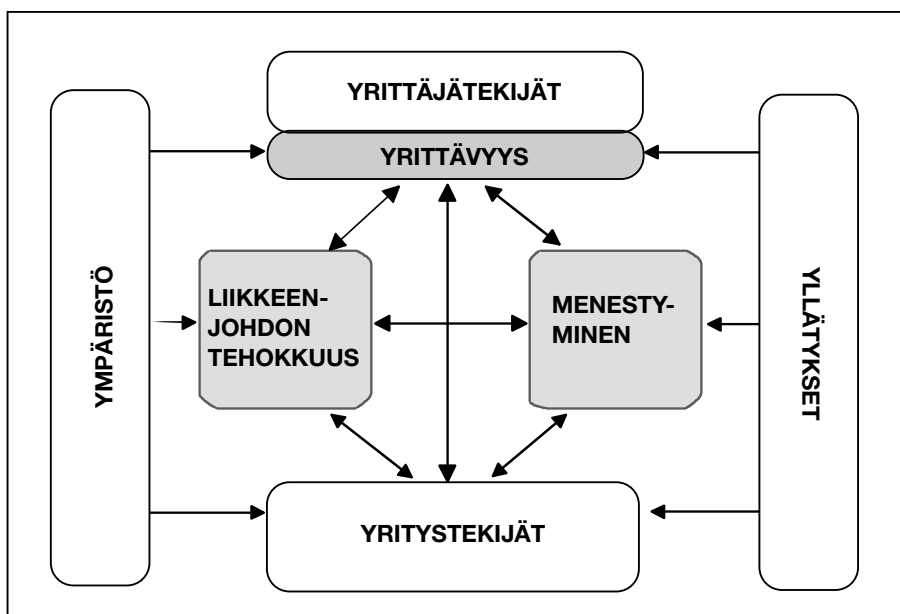 YRITTÄJÄTEKIJÄT
YRITTÄVYYS
YMPÄRISTÖ
LIIKKEEN-
JOHDON
TEHOKKUUS
MENESTY-
MINEN
YLLÄTYKSET
YRITYSTEKIJÄT